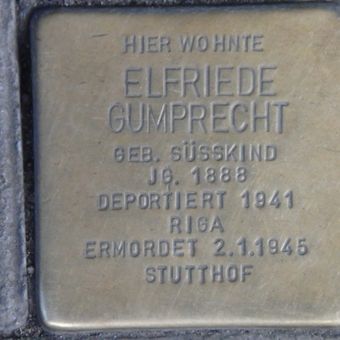 HIER WOHNTE
ELFRIEDE
GUMPRECHT
GEB. SÜSSKIND
JG. 1888
DEPORTIERT 1941
RIGA
ERMORDET 2.1.1945
STUTTHOF